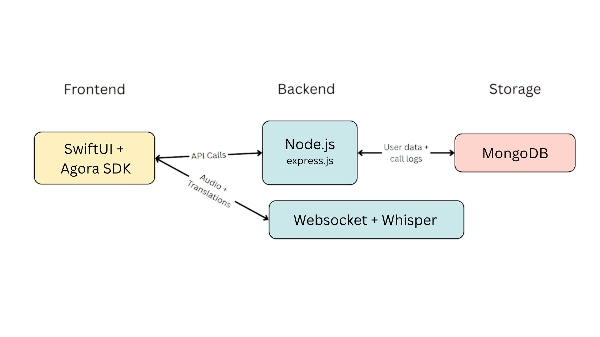 Frontend
Backend
Storage
SwiftUI +
Agora SDK
API Calls
Node.js
express.js
User data +
call logs
MongoDB
Audio +
Translations
Websocket + Whisper